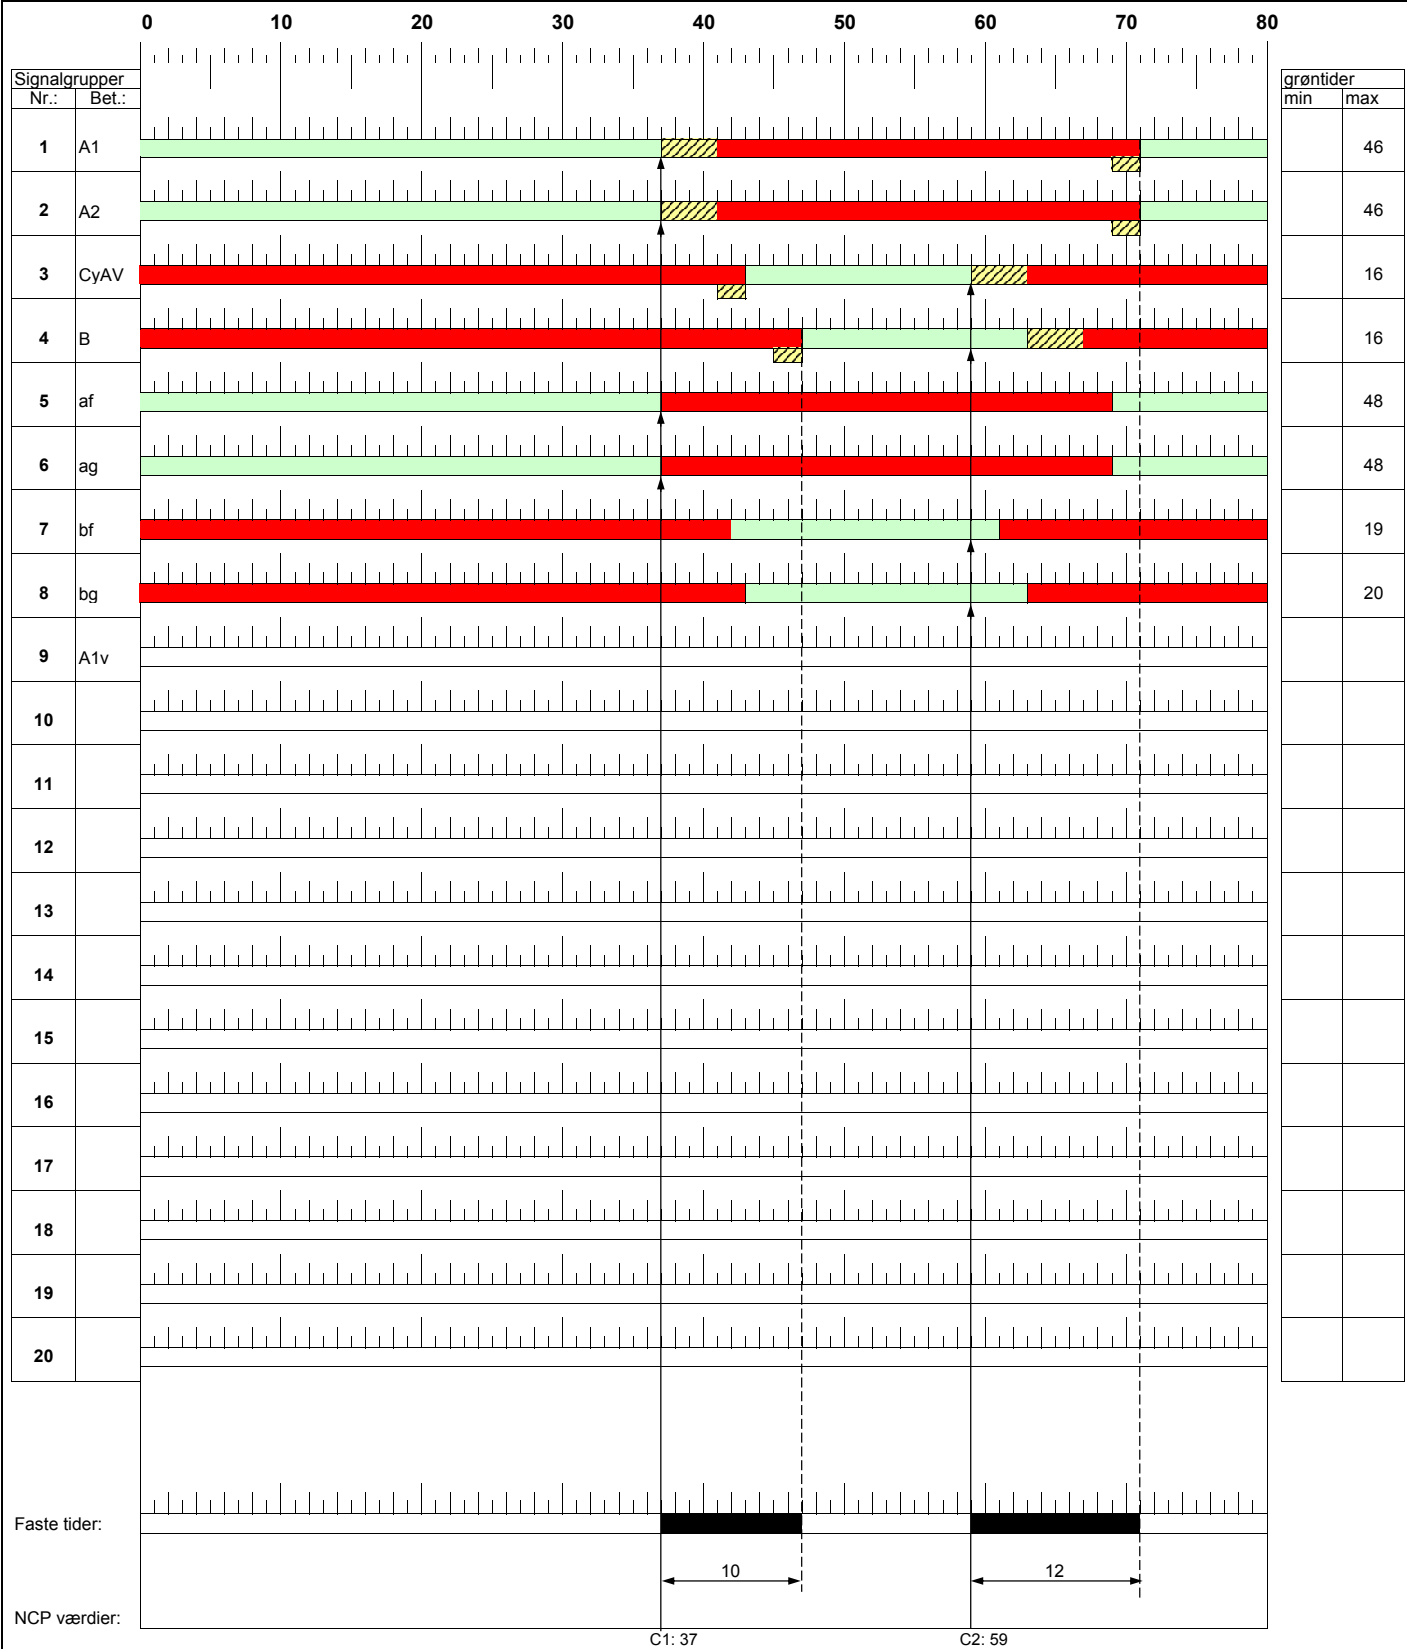 0 10 20 30 40 50 60 70 80
Signalgrupper grøntider
Nr.: Bet.: min max
1 A1 46
2 A2 46
3 CyAV 16
4 B 16
5 af 48
6 ag 48
7 bf 19
8 bg 20
9 A1v
10
11
12
13
14
15
16
17
18
19
20
Faste tider:
10 12
NCP værdier:
C1: 37 C2: 59